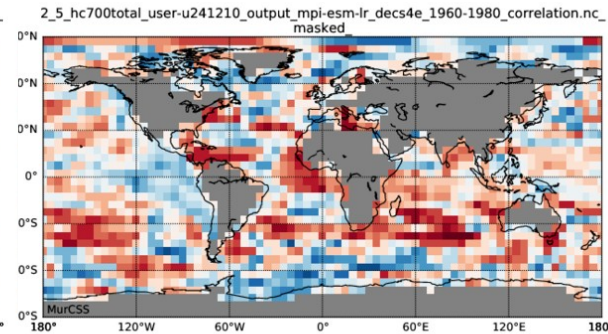 2_5_hc700total_user-u241210_output_mpi-esm-lr_decs4e_1960-1980_correlation.nc_
masked_
0°N
0°N
0°N
0°
0°S
0°S
0°S
MurCSS
180° 120°W 60°W 0° 60°E 120°E 180